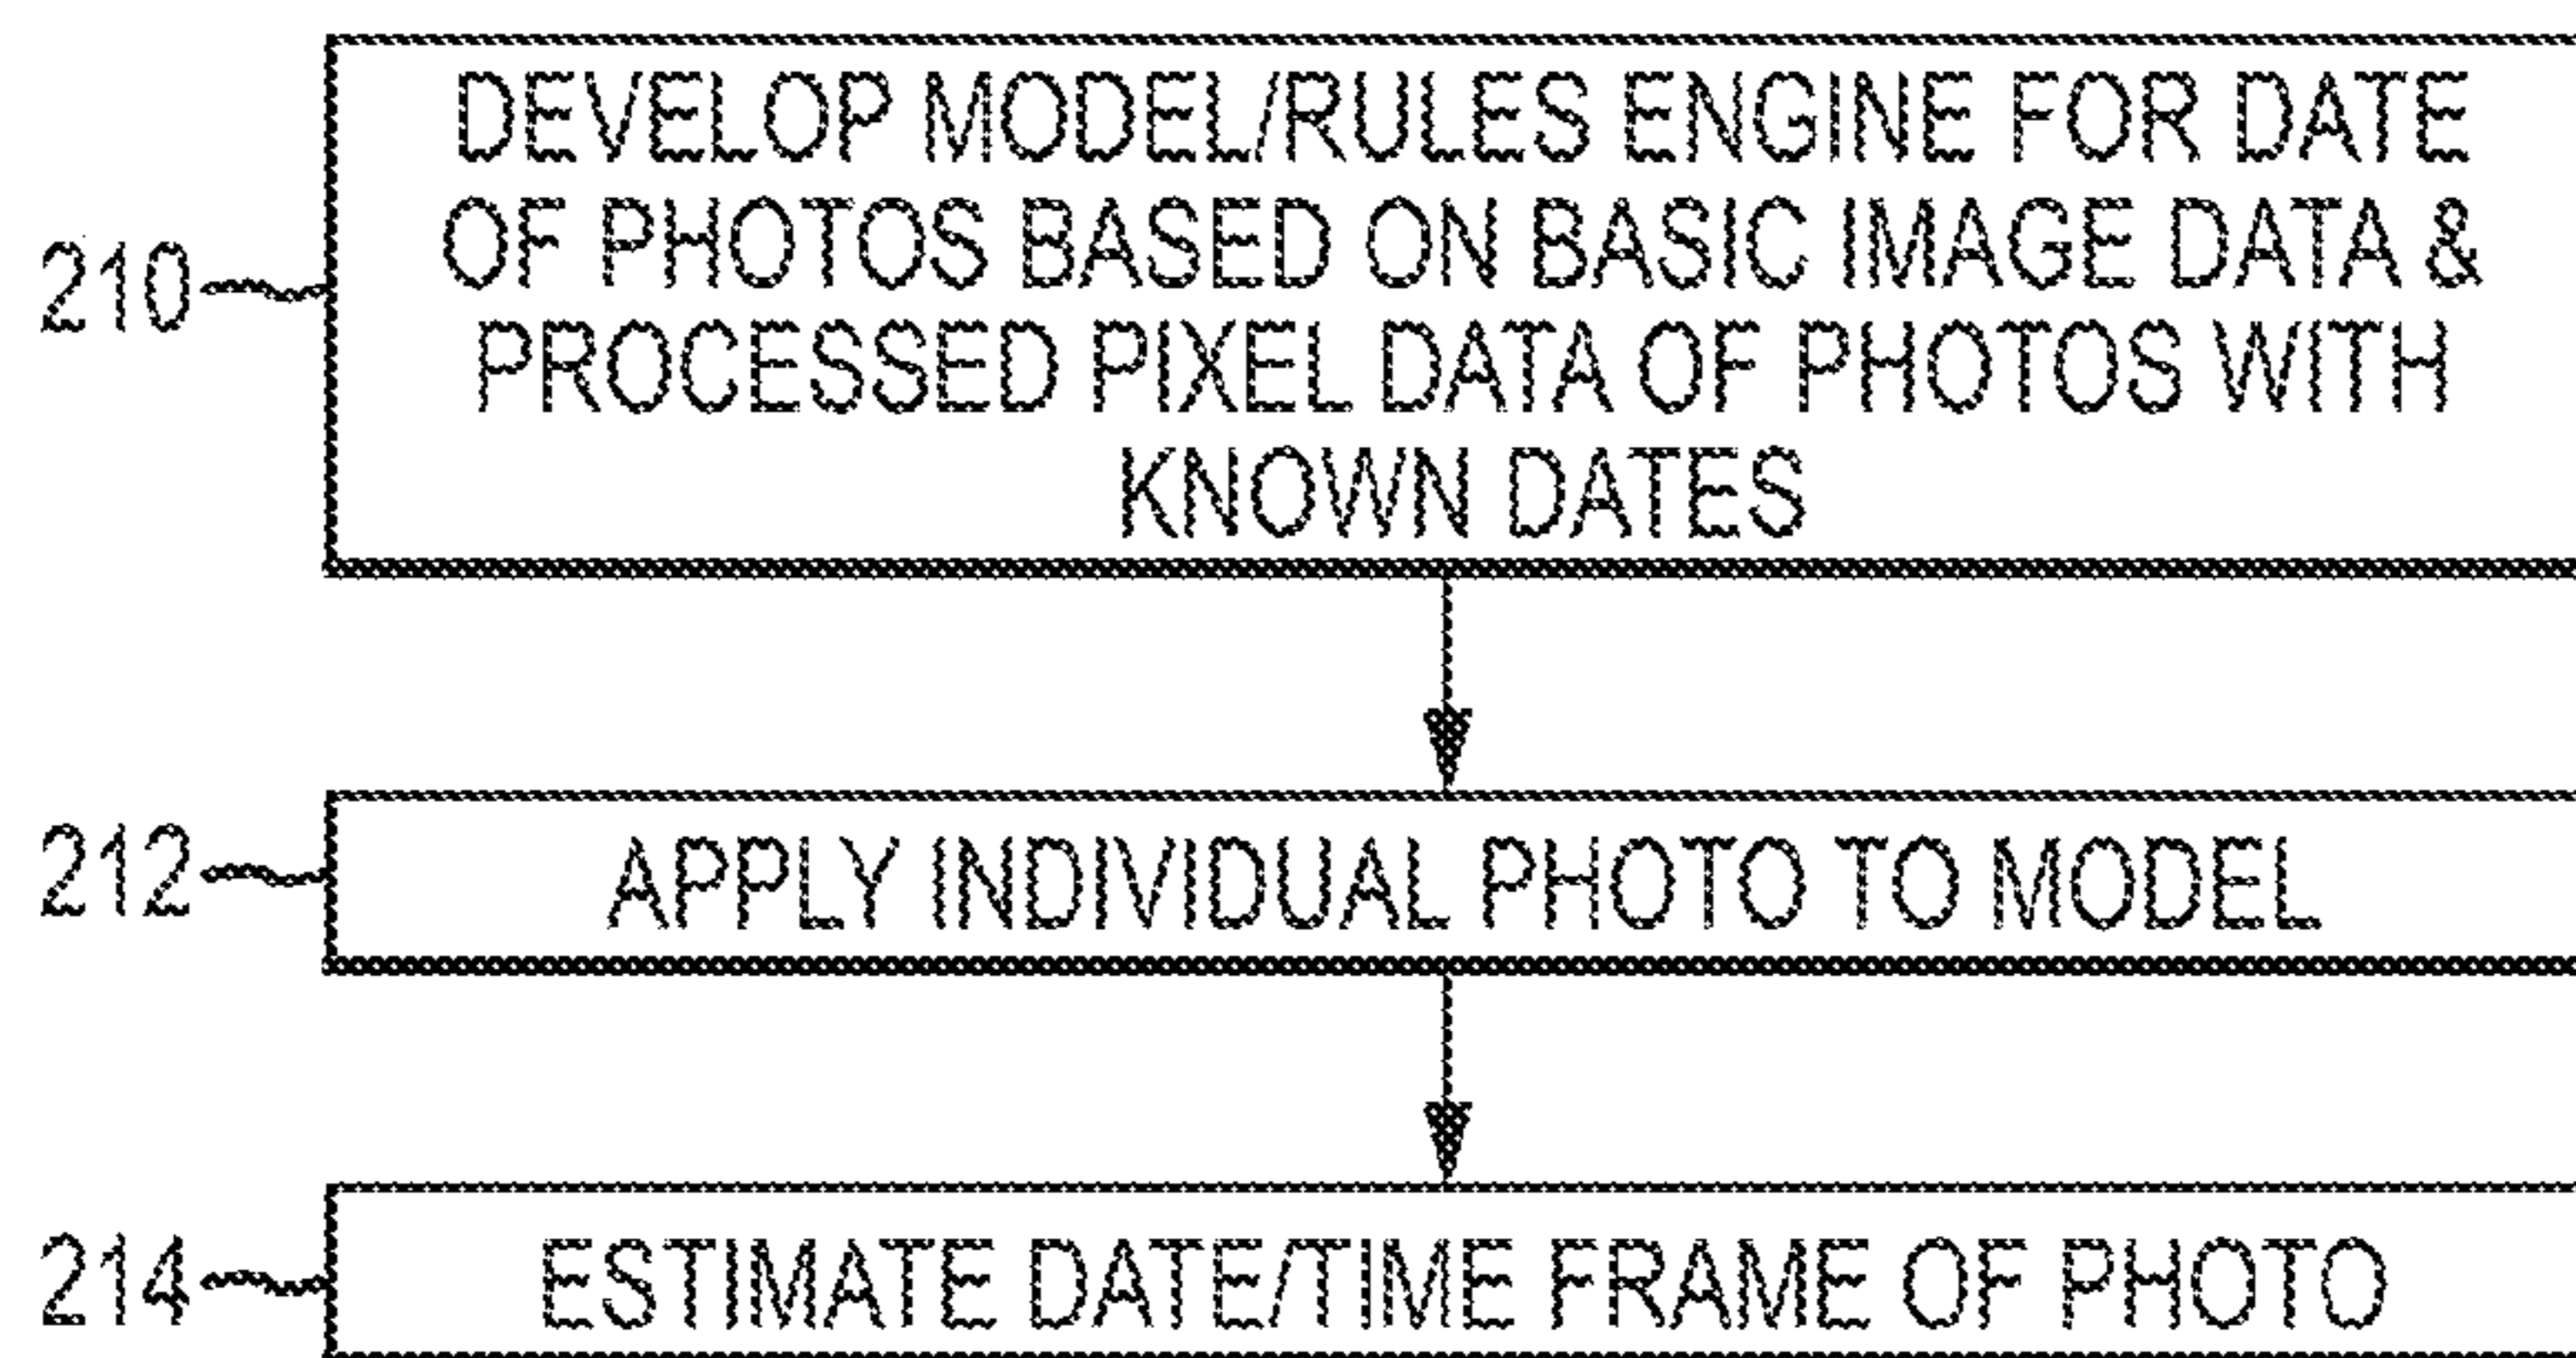 DEVELOP MODEL/RULES ENGINE FOR DATE
OF PHOTOS BASED ON BASIC IMAGE DATA &
210
PROCESSED PIXEL DATA OF PHOTOS WITH
KNOWN DATES
212
APPLY INDIVIDUAL PHOTO TO MODEL
214
ESTIMATE DATE/TIME FRAME OF PHOTO